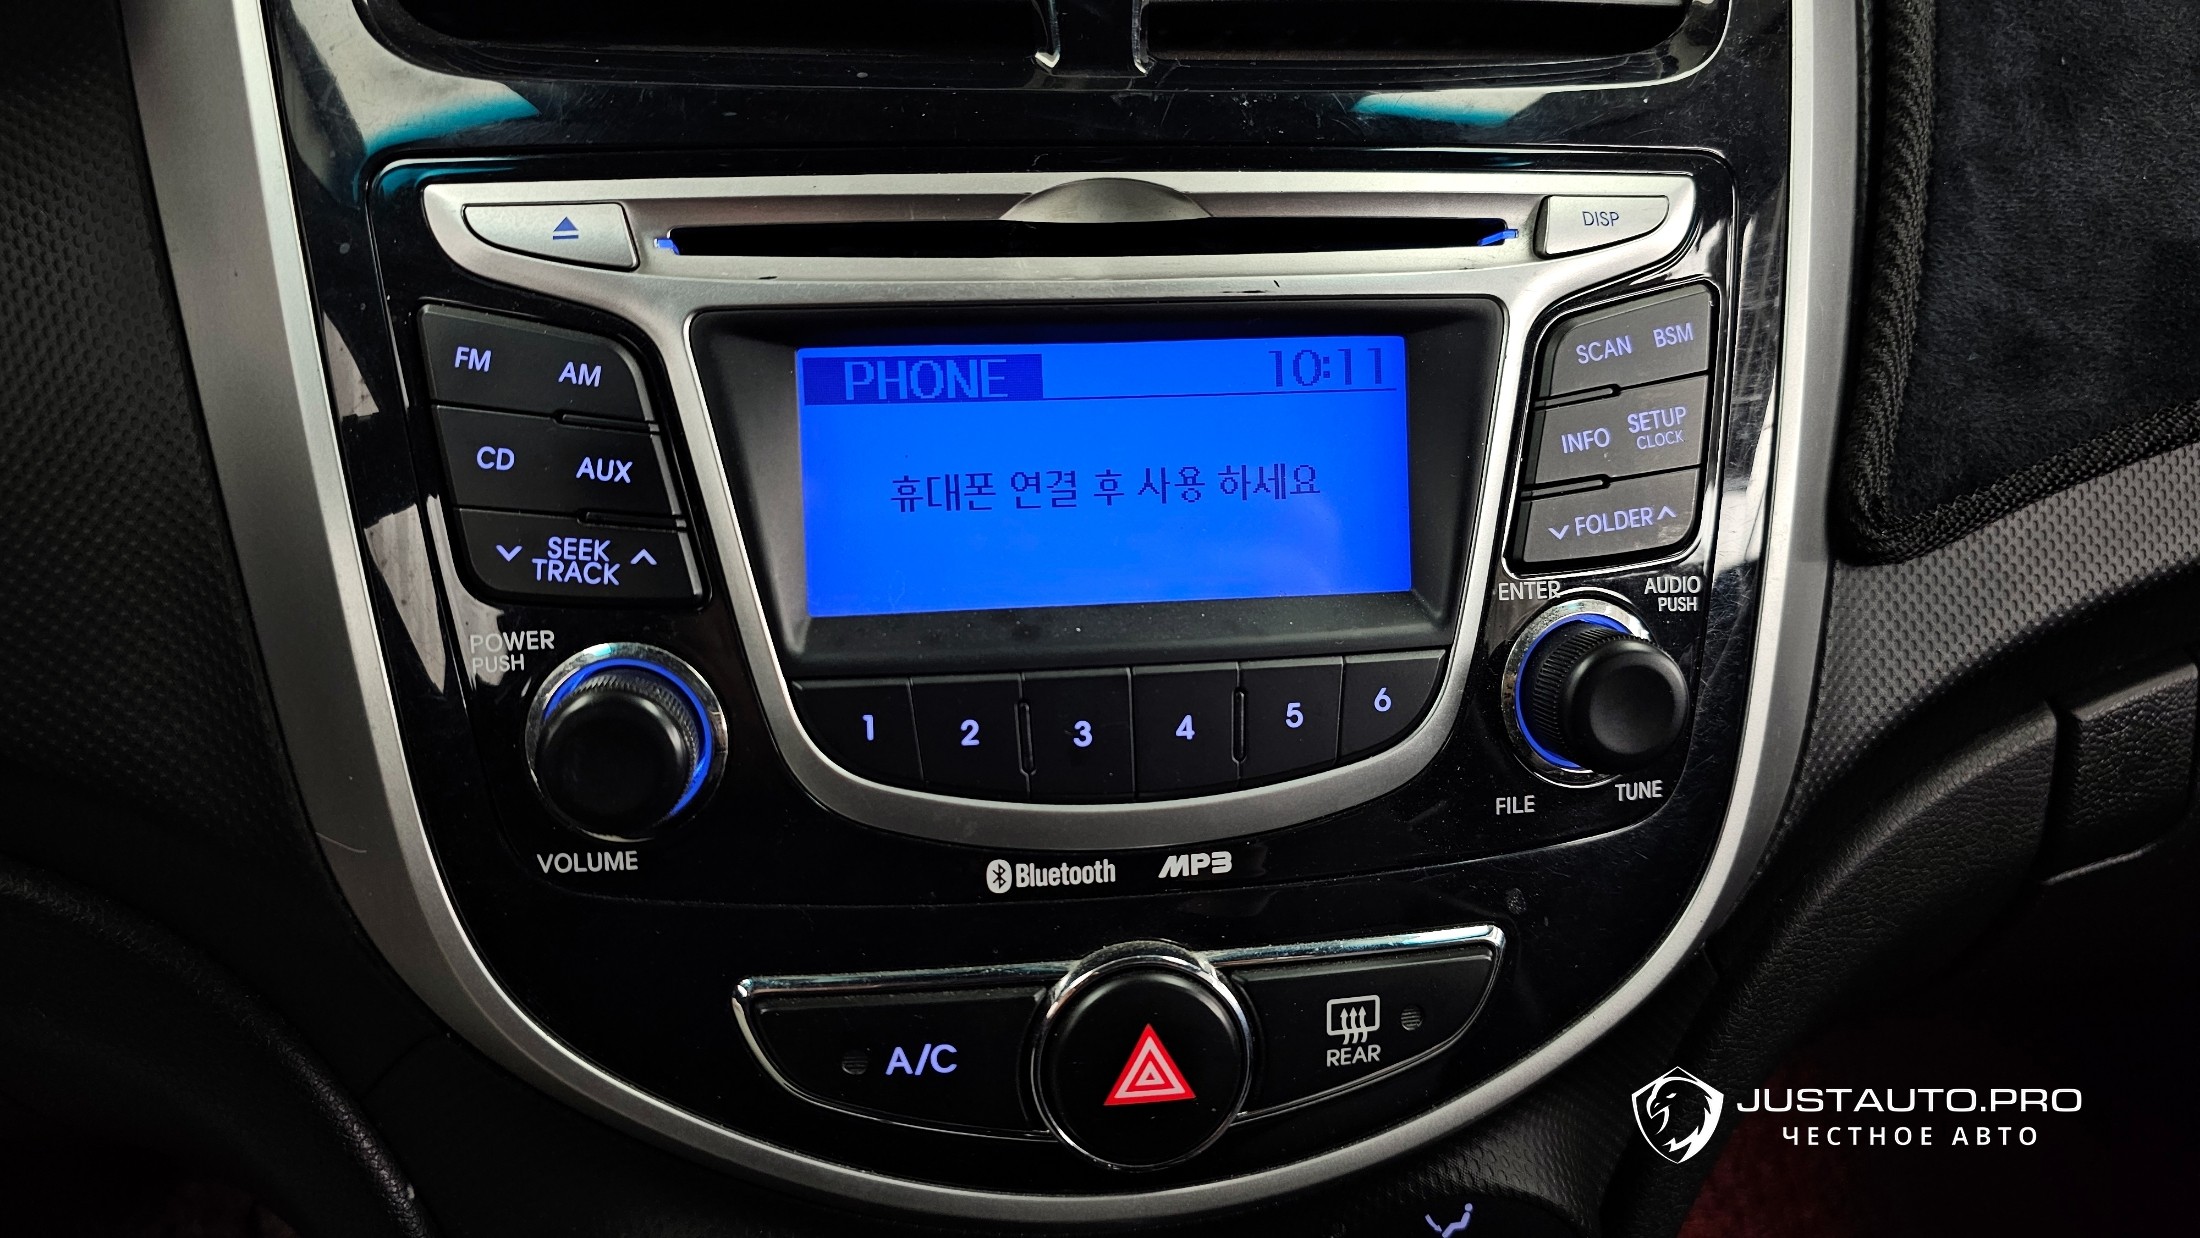 DISP
FM AM
SCAN BSM
CD AUX
INFO SETUP
CLOCK
SEEK
TRACK
FOLDER
PHONE 10:11
휴대폰 연결 후 사용 하세요
POWER
PUSH
VOLUME
ENTER
AUDIO
PUSH
FILE
TUNE
1 2 3 4 5 6
Bluetooth MP3
A/C
REAR
JUSTAUTO.PRO
ЧЕСТНОЕ АВТО